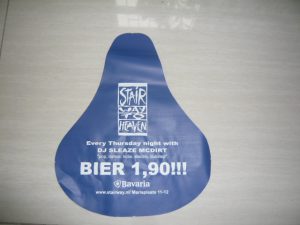 STAIR
WAY
TO
HEAVEN
Every Thursday night with
DJ SLEAZE MCDIRT
BIER 1,90!!!
Bavaria
www.stairway.nl Mariaplaats 11-12